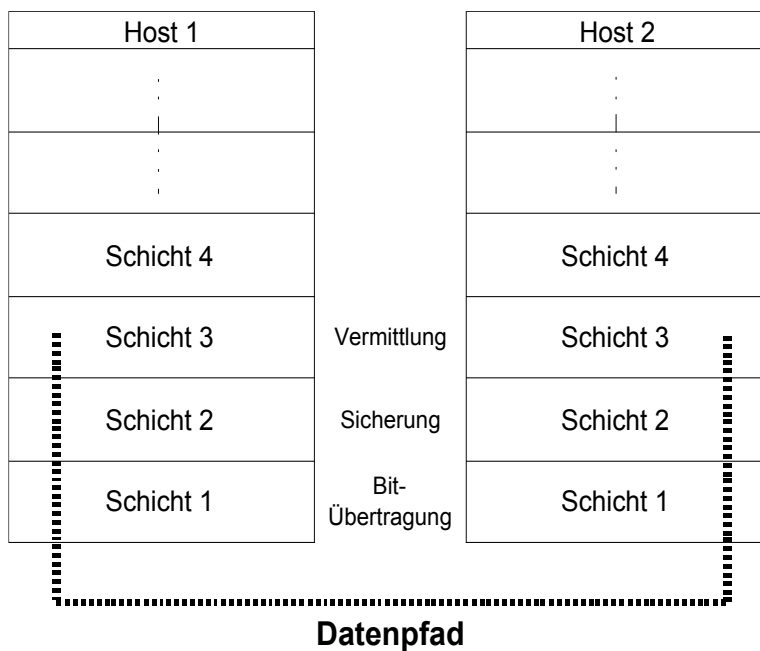 Host 1
Host 2
Schicht 4
Schicht 4
Schicht 3
Vermittlung
Schicht 3
Schicht 2
Sicherung
Schicht 2
Schicht 1
Bit-
Übertragung
Schicht 1
Datenpfad